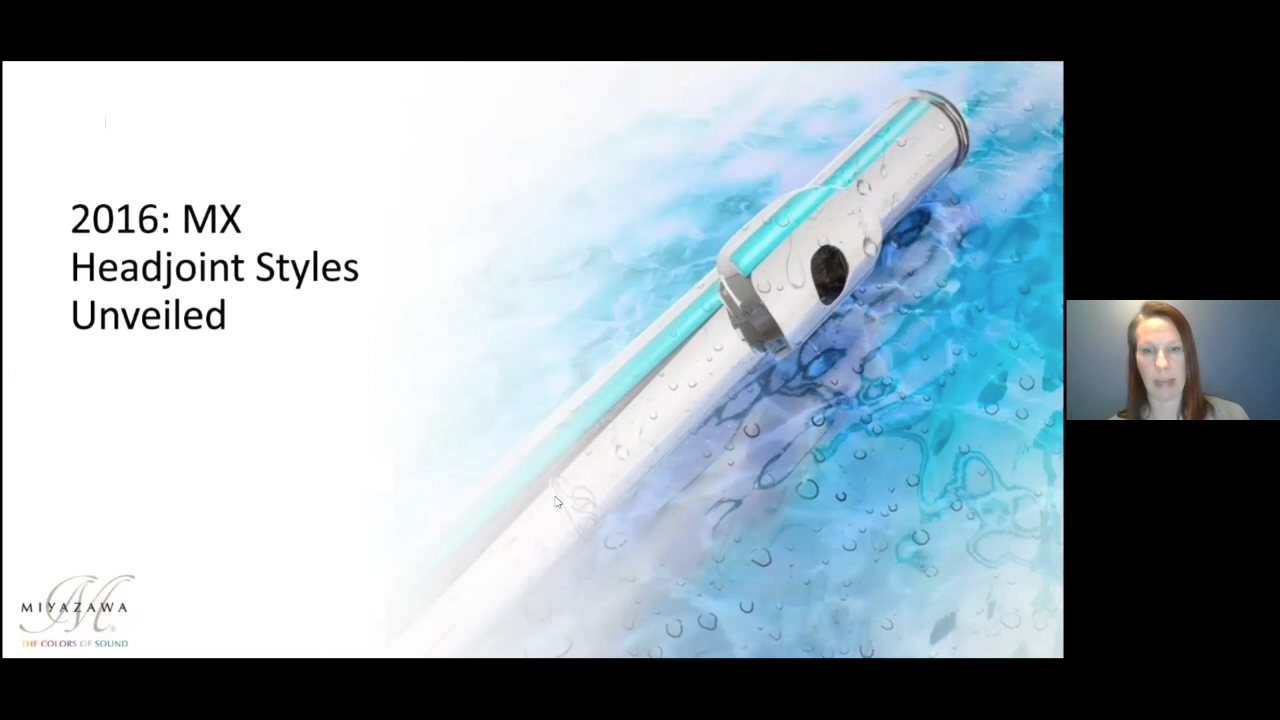 2016: MX
Headjoint Styles
Unveiled
MIYAZAWA
THE COLORS OF SOUND